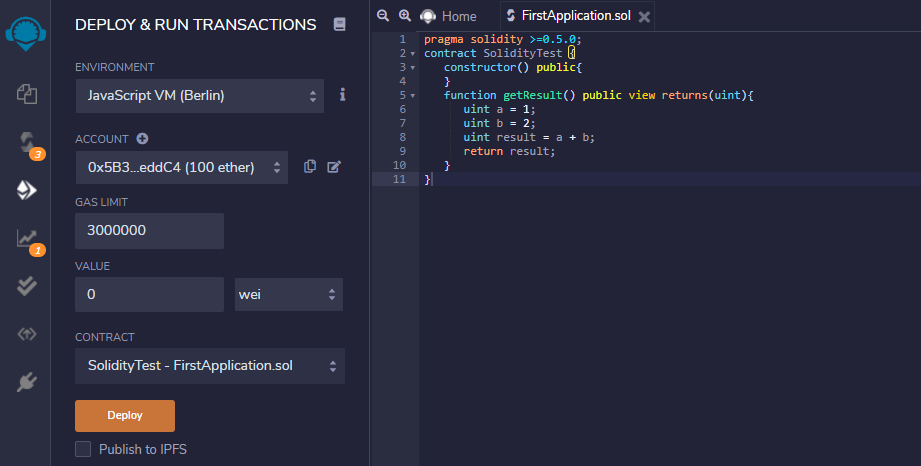 DEPLOY & RUN TRANSACTIONS
ENVIRONMENT
JavaScript VM (Berlin)
i
ACCOUNT
0x5B3...eddC4 (100 ether)
GAS LIMIT
3000000
VALUE
0
wei
CONTRACT
SolidityTest - FirstApplication.sol
Deploy
Publish to IPFS
3
1
Home
FirstApplication.sol
1 pragma solidity >=0.5.0;
2 contract SolidityTest {
3 constructor() public{
4 }
5 function getResult() public view returns(uint){
6 uint a = 1;
7 uint b = 2;
8 uint result = a + b;
9 return result;
10 }
11 }